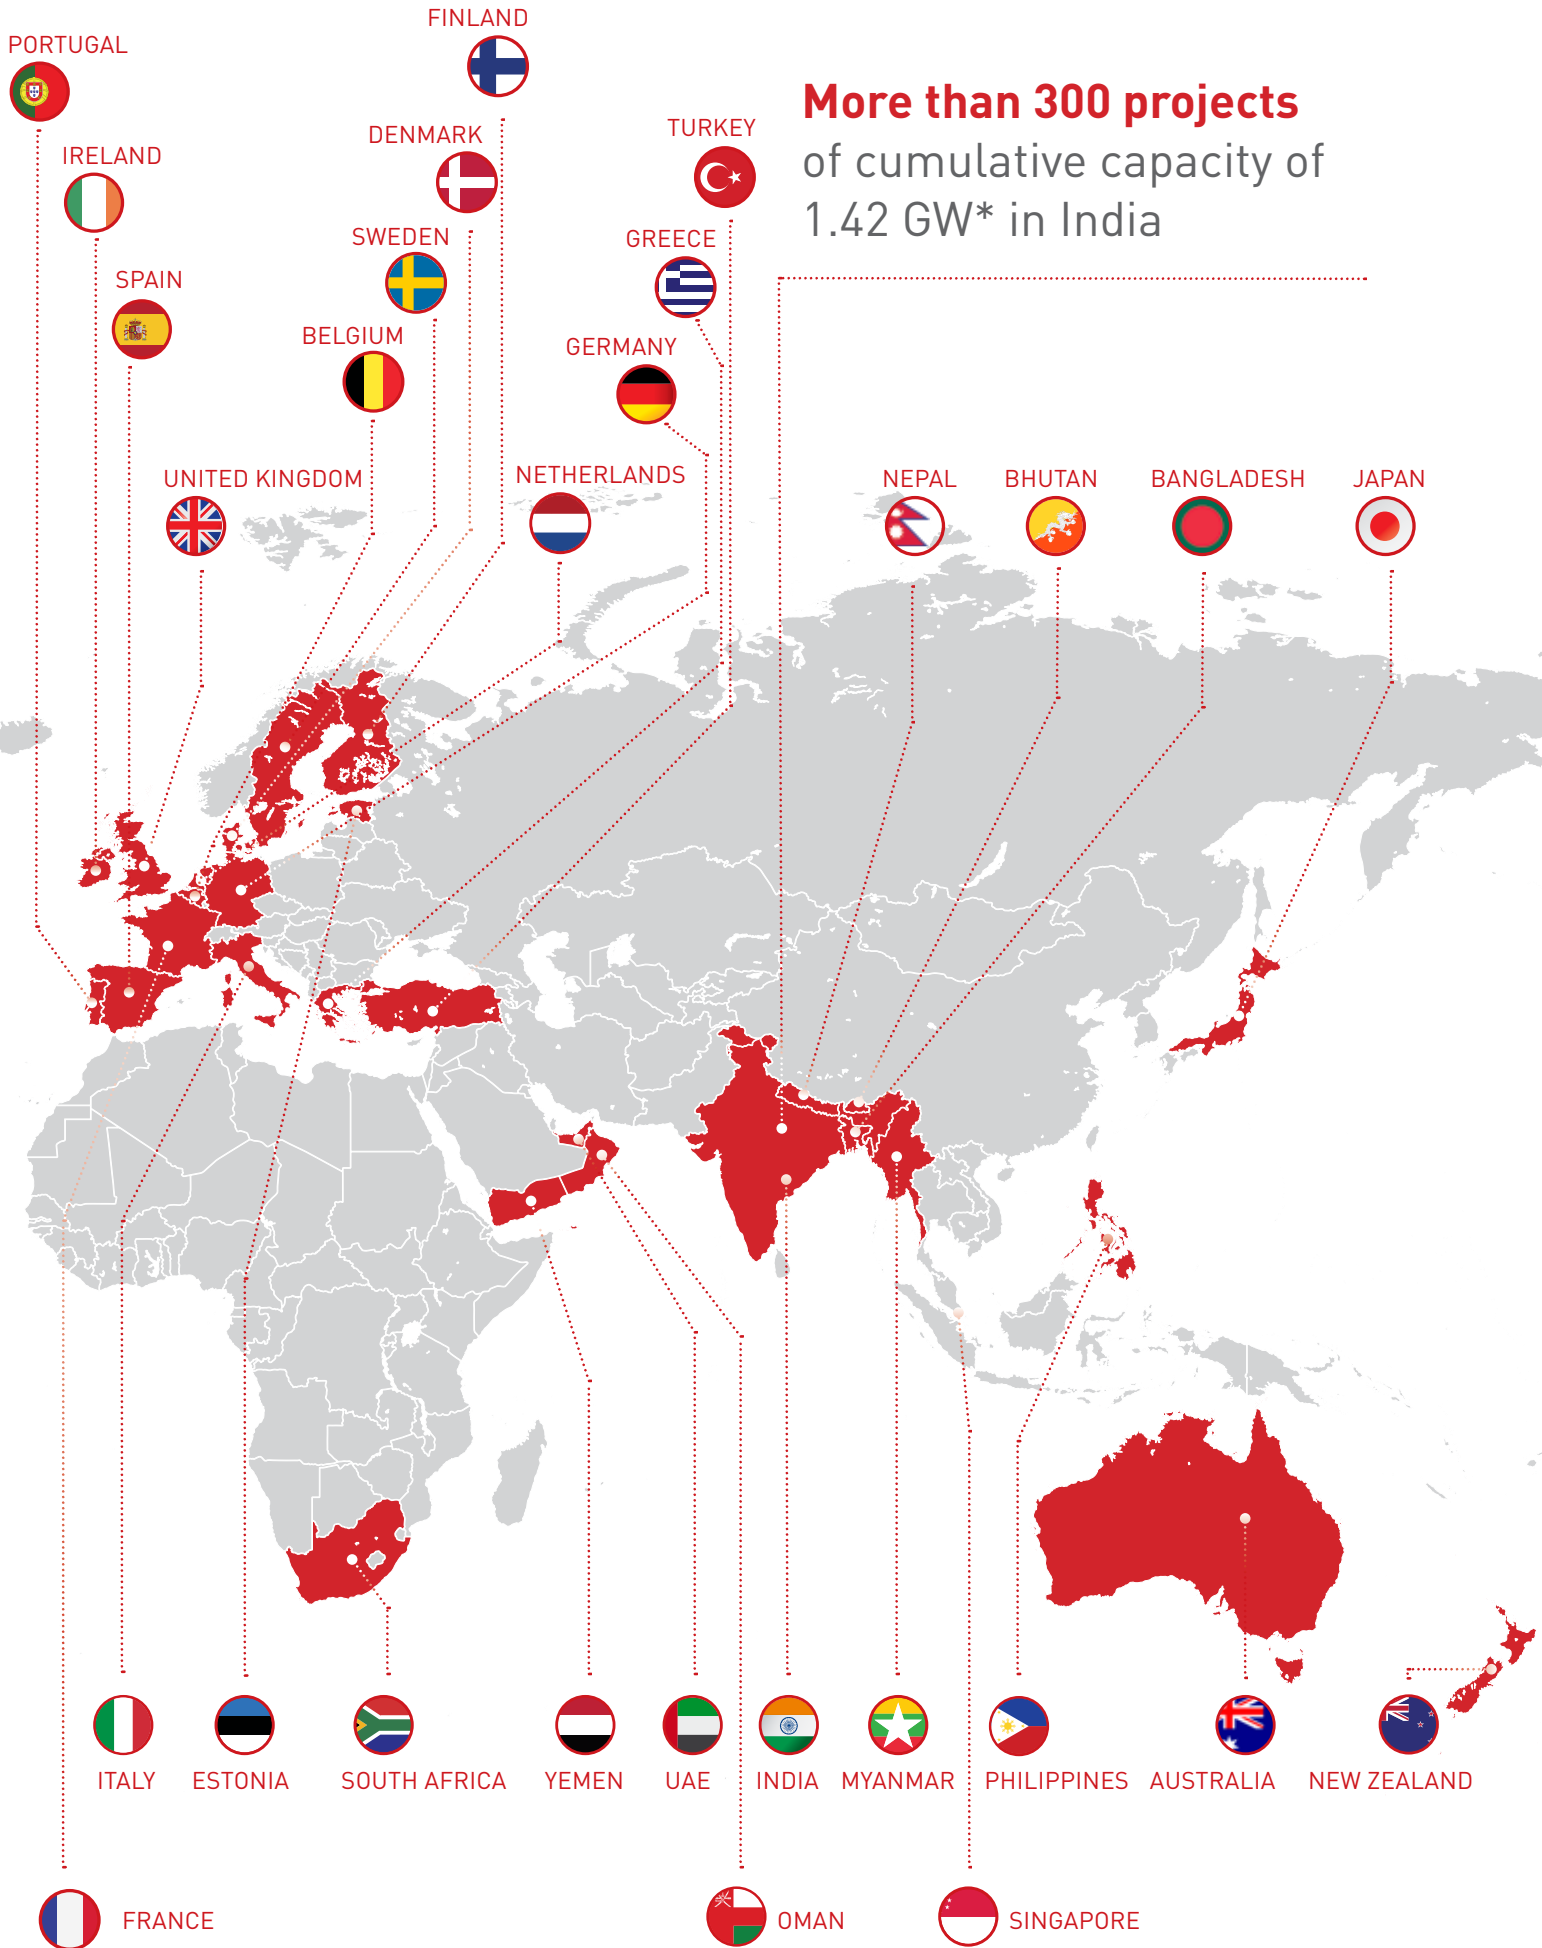 FINLAND
PORTUGAL
More than 300 projects
of cumulative capacity of
1.42 GW* in India
DENMARK
TURKEY
IRELAND
SWEDEN
GREECE
SPAIN
BELGIUM
GERMANY
UNITED KINGDOM
NETHERLANDS
NEPAL
BHUTAN
BANGLADESH
JAPAN
ITALY
ESTONIA
SOUTH AFRICA
YEMEN
UAE
INDIA
MYANMAR
PHILIPPINES
AUSTRALIA
NEW ZEALAND
FRANCE
OMAN
SINGAPORE